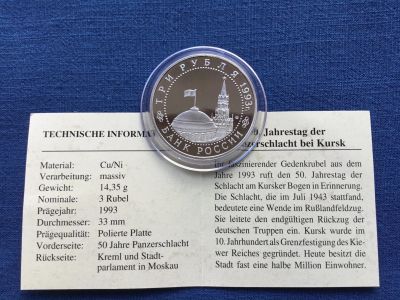 ТРИ РУБЛЯ 1993г.
БАНК РОССИИ
TECHNISCHE INFORMAT
Material: Cu/Ni
Verarbeitung: massiv
Gewicht: 14,35 g
Nominale: 3 Rubel
Prägejahr: 1993
Durchmesser: 33 mm
Prägequalität: Polierte Platte
Vorderseite: 50 Jahre Panzerschlacht
Rückseite: Kreml und Stadt-
parlament in Moskau
0. Jahrestag der
zerschlacht bei Kursk
faszinierender Gedenkrubel aus dem
Jahre 1993 ruft den 50. Jahrestag der
Schlacht am Kursker Bogen in Erinnerung.
Die Schlacht, die im Juli 1943 stattfand,
bedeutete eine Wende im Rußlandfeldzug.
Sie leitete den endgültigen Rückzug der
deutschen Truppen ein. Kursk wurde im
10. Jahrhundert als Grenzfestung des Kie-
wer Reiches gegründet. Heute besitzt die
Stadt fast eine halbe Million Einwohner.